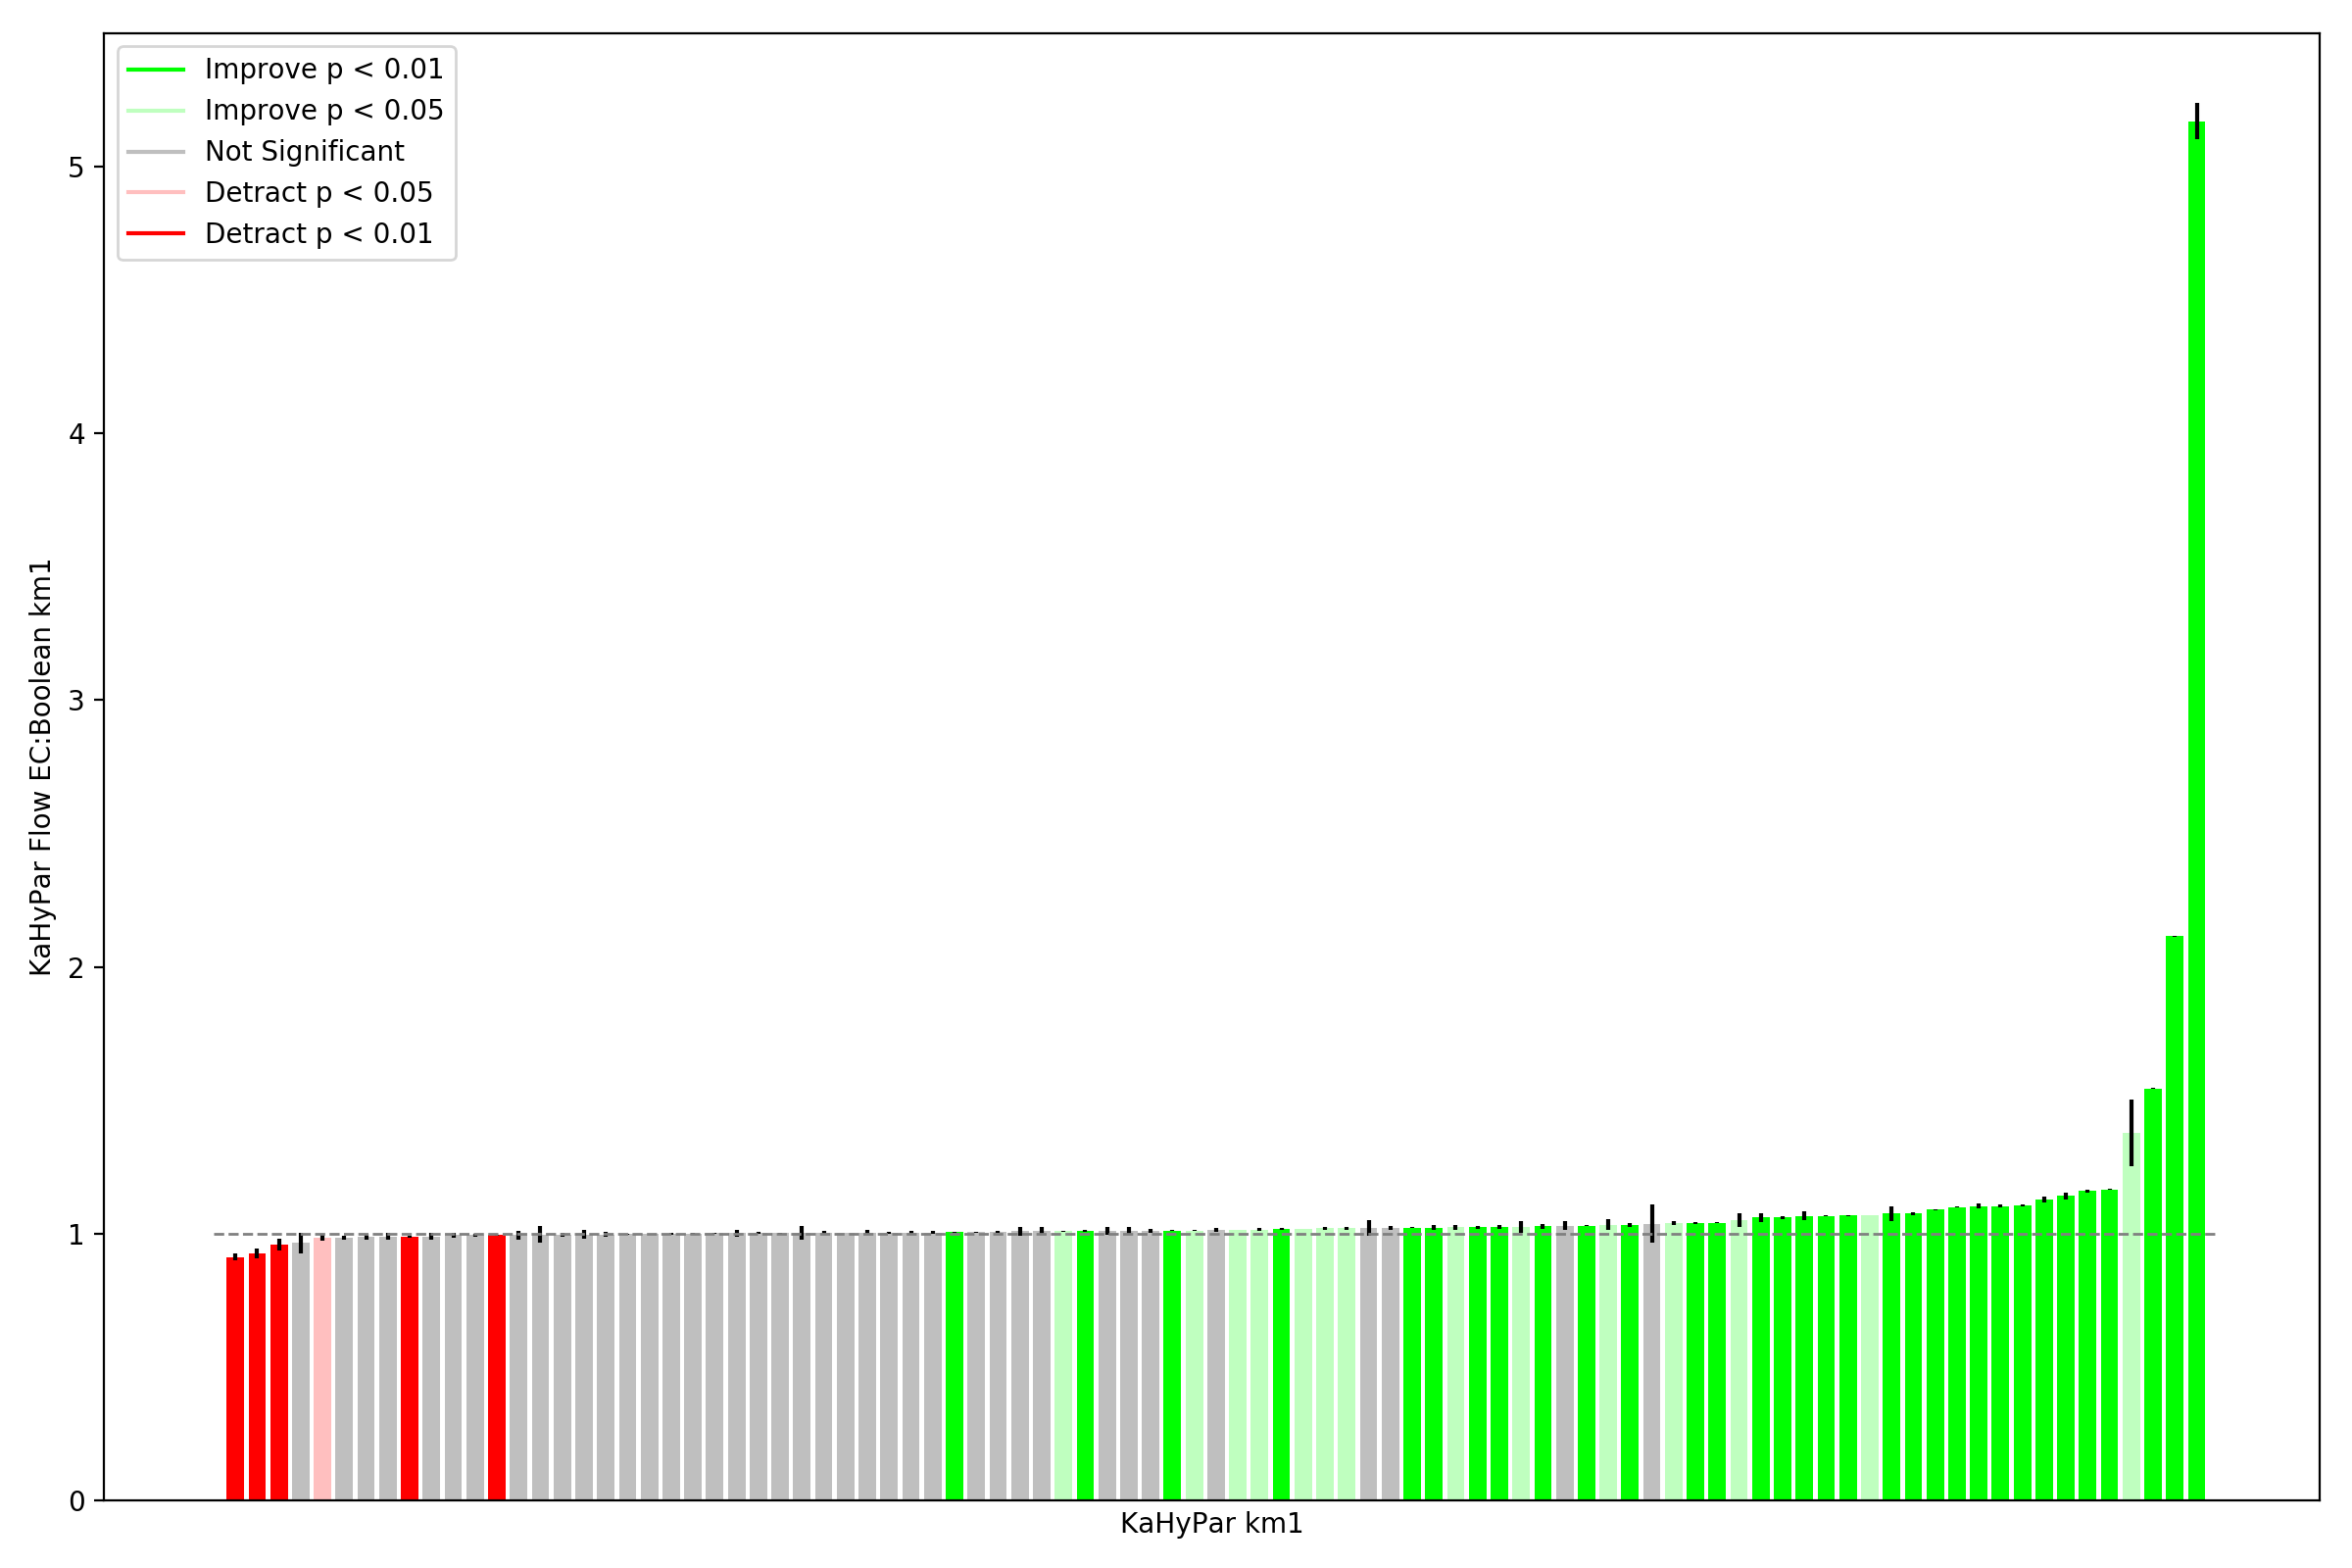 Improve p < 0.01
Improve p < 0.05
Not Significant
Detract p < 0.05
Detract p < 0.01
5
4
3
2
1
0
KaHyPar Flow EC:Boolean km1
KaHyPar km1